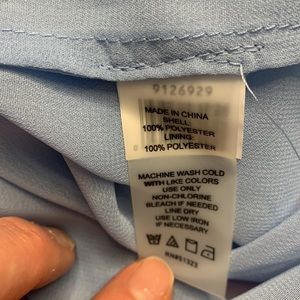 9126929
MADE IN CHINA
SHELL:
100% POLYESTER
LINING:
100% POLYESTER
MACHINE WASH COLD
WITH LIKE COLORS
USE ONLY
NON-CHLORINE
BLEACH IF NEEDED
LINE DRY
USE LOW IRON
IF NEEDED